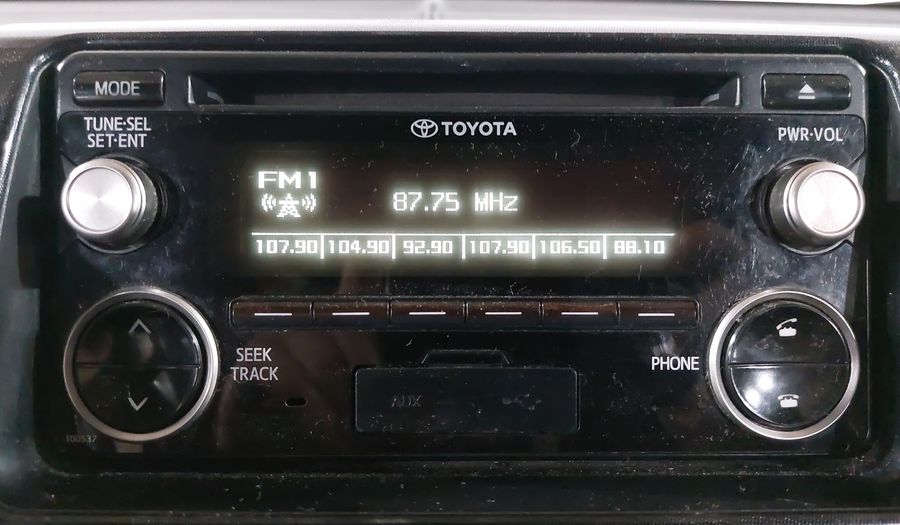 MODE
TUNE·SEL
SET·ENT
TOYOTA
PWR·VOL
FM1
87.75 MHz
107.90 104.90 92.90 107.90 106.50 88.10
SEEK
TRACK
PHONE
AUX
100537